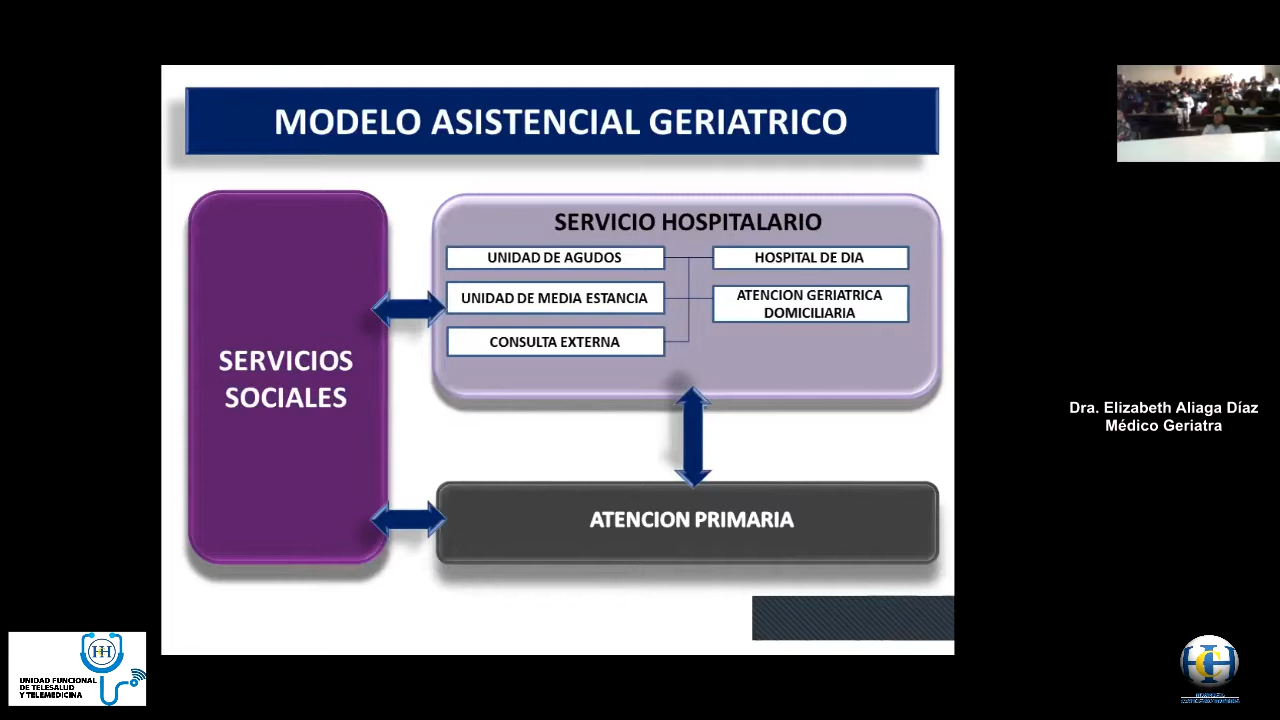 MODELO ASISTENCIAL GERIATRICO
SERVICIOS
SOCIALES
SERVICIO HOSPITALARIO
UNIDAD DE AGUDOS
HOSPITAL DE DIA
UNIDAD DE MEDIA ESTANCIA
ATENCION GERIATRICA
DOMICILIARIA
CONSULTA EXTERNA
ATENCION PRIMARIA
Dra. Elizabeth Aliaga Díaz
Médico Geriatra
UNIDAD FUNCIONAL
DE TELESALUD
Y TELEMEDICINA